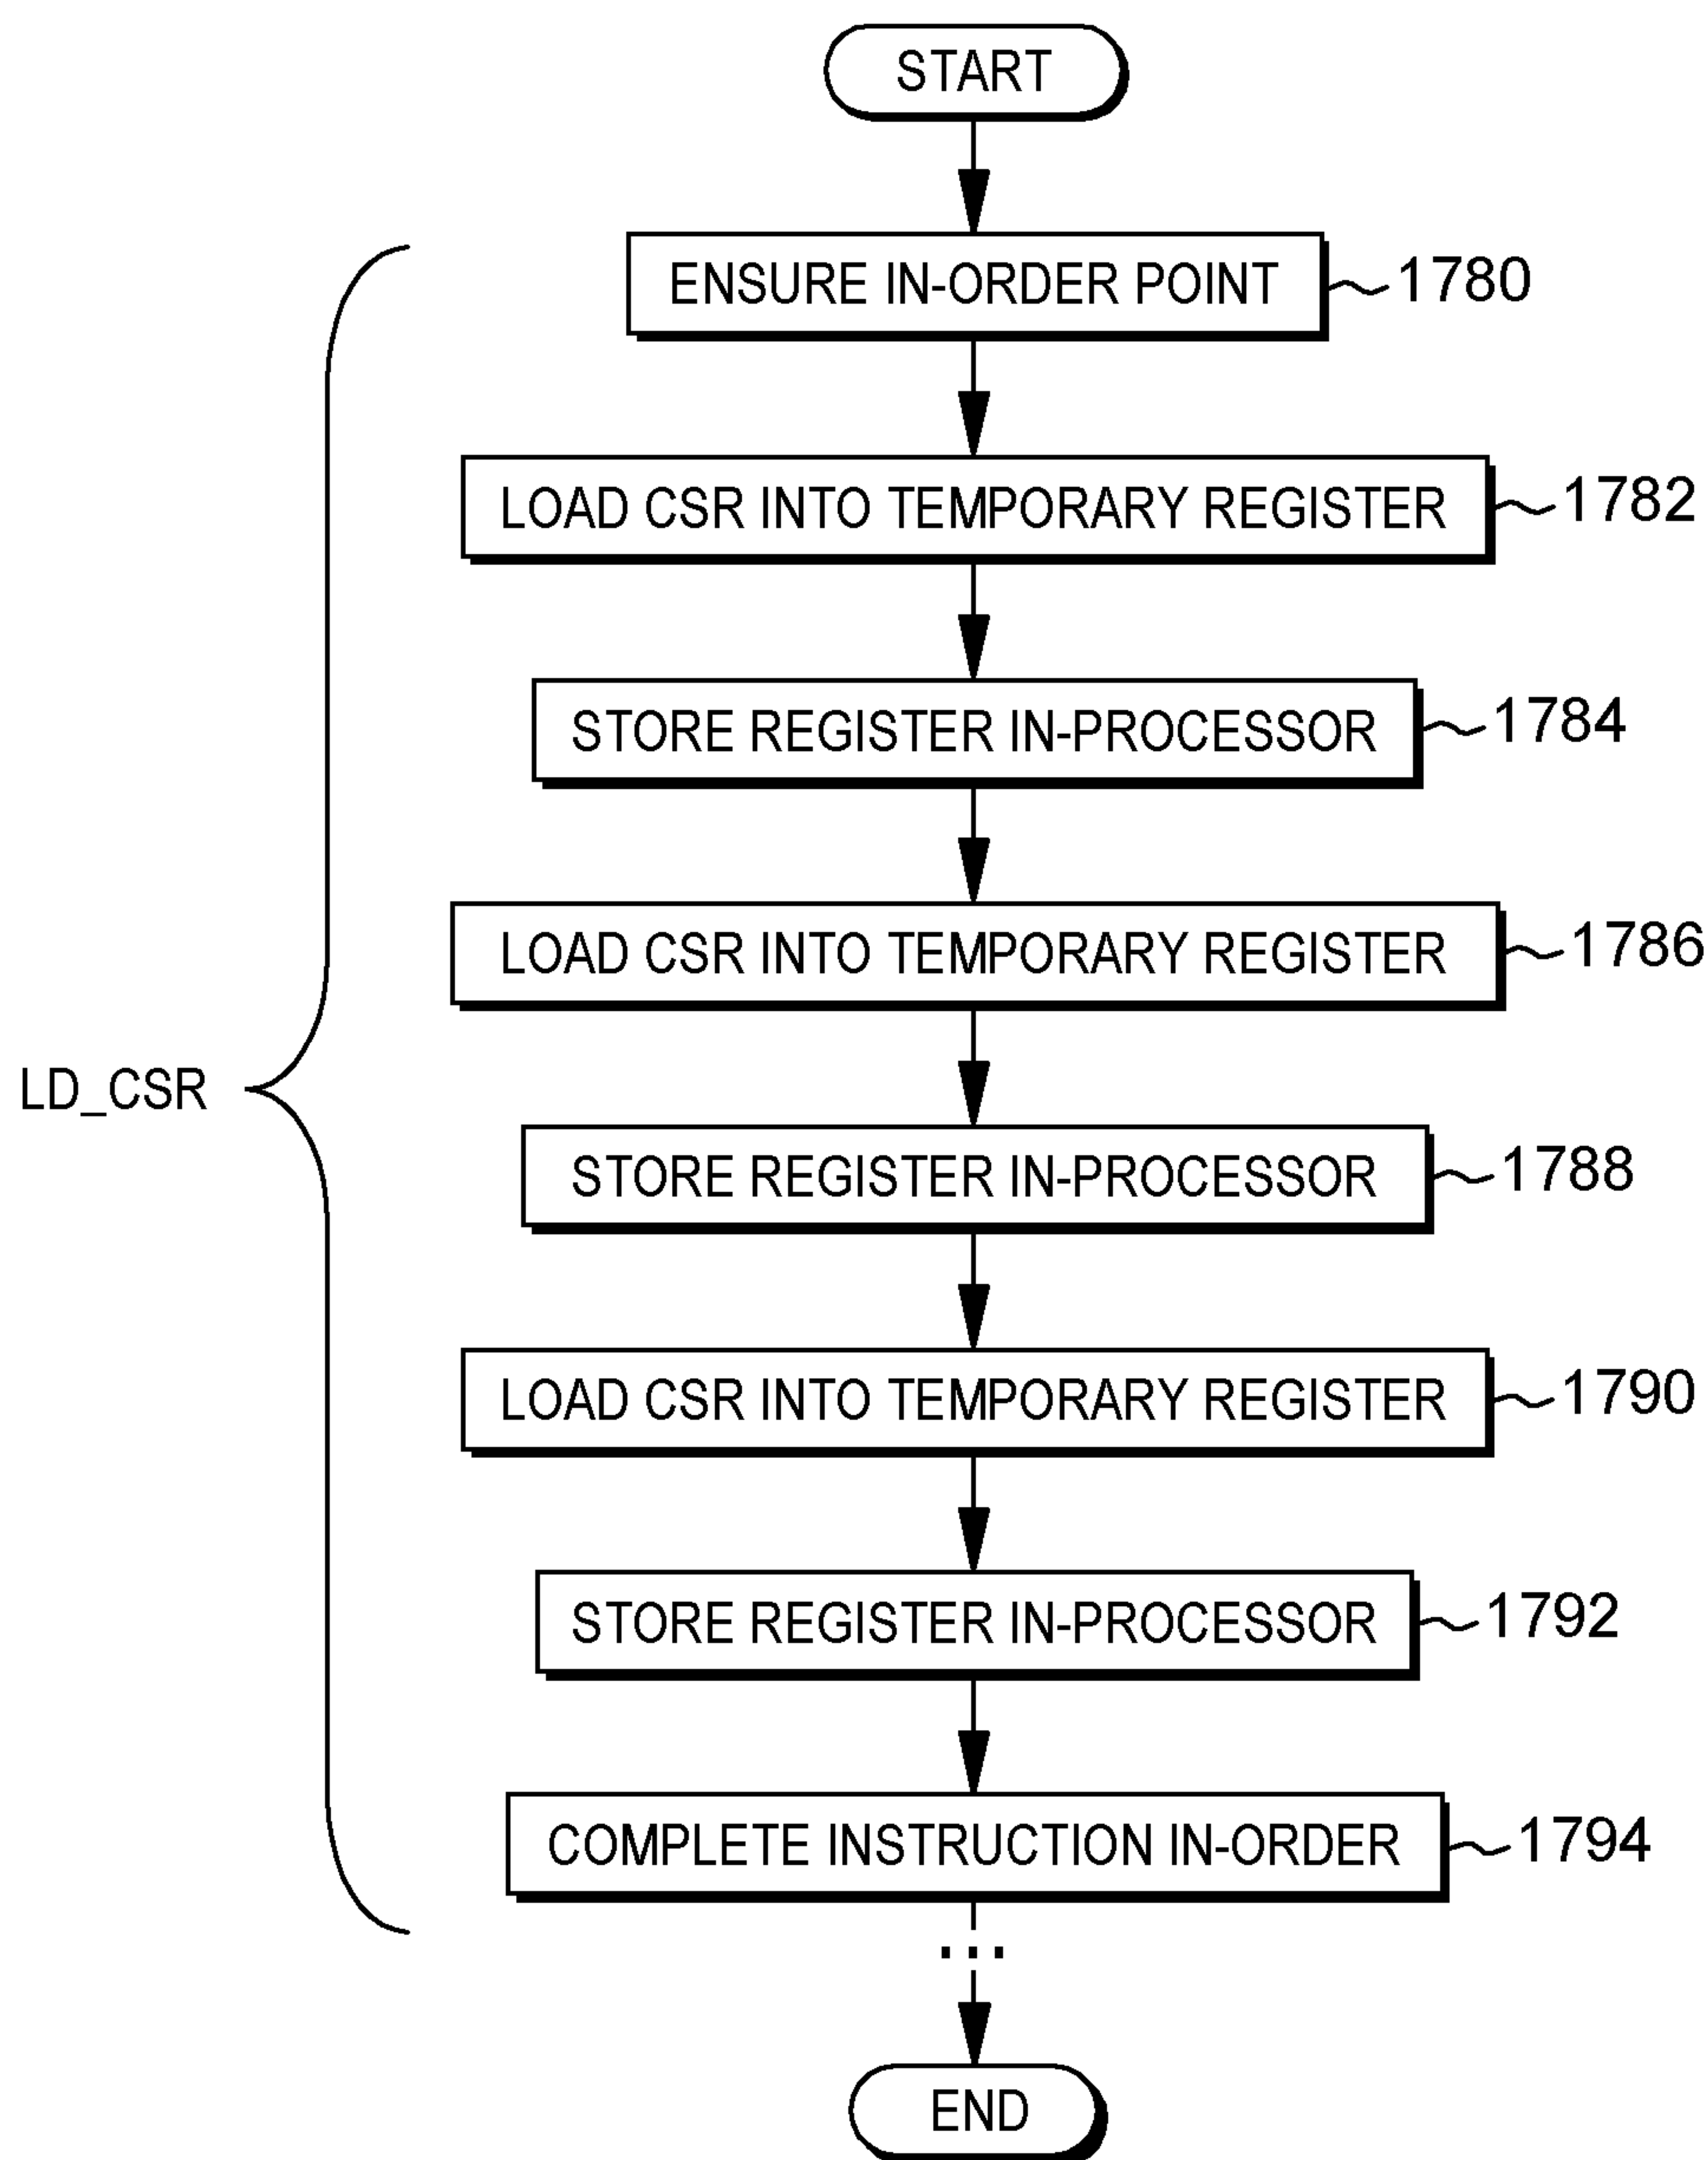 START
ENSURE IN-ORDER POINT 1780
LOAD CSR INTO TEMPORARY REGISTER 1782
STORE REGISTER IN-PROCESSOR 1784
LOAD CSR INTO TEMPORARY REGISTER 1786
LD_CSR
STORE REGISTER IN-PROCESSOR 1788
LOAD CSR INTO TEMPORARY REGISTER 1790
STORE REGISTER IN-PROCESSOR 1792
COMPLETE INSTRUCTION IN-ORDER 1794
...
END